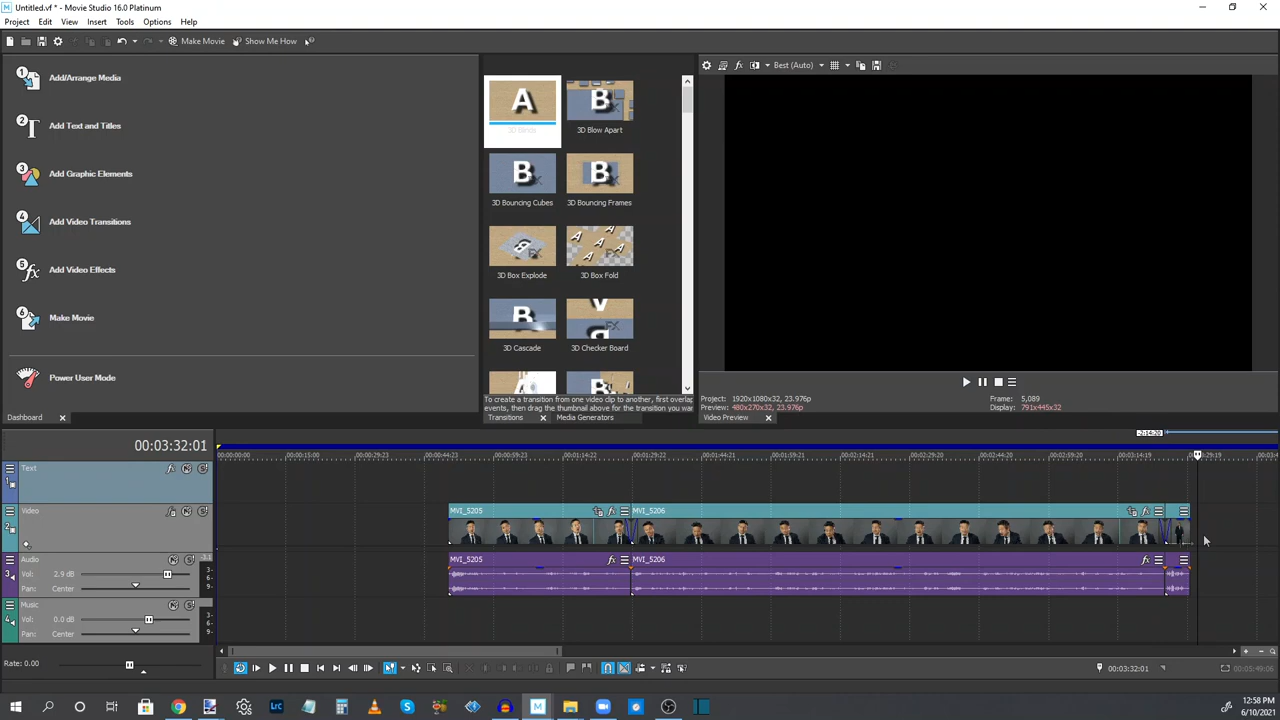 Untitled.vf * - Movie Studio 16.0 Platinum
Project Edit View Insert Tools Options Help
Make Movie Show Me How
1 Add/Arrange Media
2 Add Text and Titles
3 Add Graphic Elements
4 Add Video Transitions
5 Add Video Effects
6 Make Movie
Power User Mode
Dashboard
3D Blinds 3D Blow Apart
3D Bouncing Cubes 3D Bouncing Frames
3D Box Explode 3D Box Fold
3D Cascade 3D Checker Board
To create a transition from one video clip to another, first overlap
events, then drag the thumbnail above for the transition you wan
Transitions Media Generators
Best (Auto)
Project: 1920x1080x32, 23.976p
Preview: 480x270x32, 23.976p
Frame: 5,089
Display: 791x445x32
Video Preview
-2:14:20
00:03:32:01
00:00:00:00 00:00:15:00 00:00:29:23 00:00:44:23 00:00:59:23 00:01:14:22 00:01:29:22 00:01:44:21 00:01:59:21 00:02:14:21 00:02:29:20 00:02:44:20 00:02:59:19 00:03:14:19
1 Text
2 Video
MVI_5205 MVI_5206
3 Audio
Vol: 2.9 dB
Pan: Center
MVI_5205 MVI_5206
4 Music
Vol: 0.0 dB
Pan: Center
Rate: 0.00
00:03:32:01 00:05:49:06
12:58 PM
6/10/2021